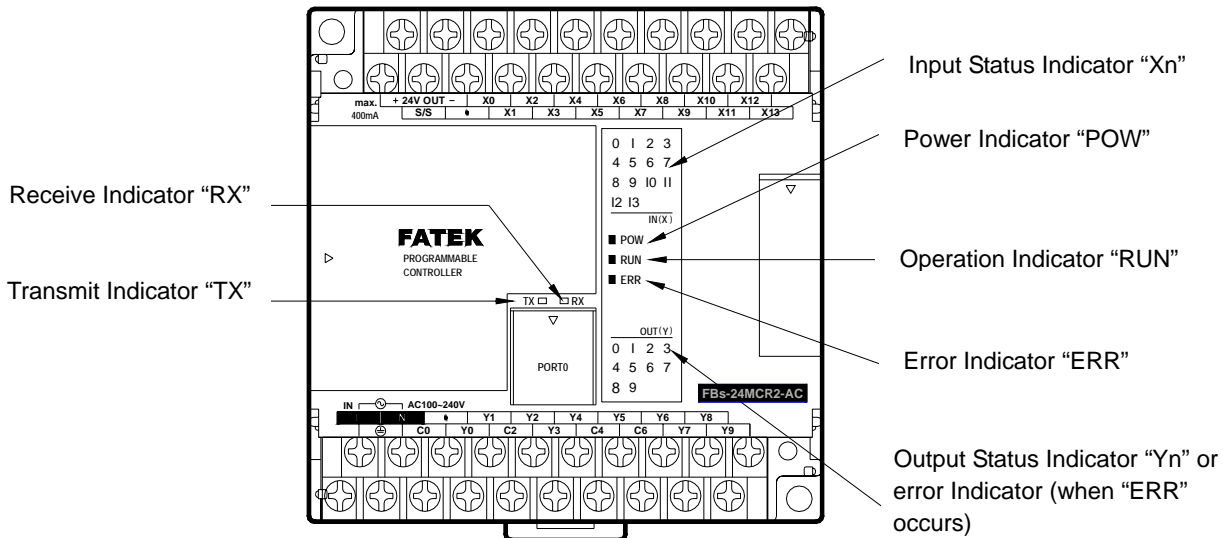 max.
400mA
+ 24V OUT – X0 X2 X4 X6 X8 X10 X12
S/S X1 X3 X5 X7 X9 X11 X13
0 1 2 3
4 5 6 7
8 9 10 11
12 13
IN(X)
POW
RUN
ERR
FATEK
PROGRAMMABLE
CONTROLLER
TX RX
PORT0
OUT(Y)
0 1 2 3
4 5 6 7
8 9
FBs-24MCR2-AC
IN AC100~240V
N Y1 Y2 Y4 Y5 Y6 Y8
C0 Y0 C2 Y3 C4 C6 Y7 Y9
Receive Indicator “RX”
Transmit Indicator “TX”
Input Status Indicator “Xn”
Power Indicator “POW”
Operation Indicator “RUN”
Error Indicator “ERR”
Output Status Indicator “Yn” or
error Indicator (when “ERR”
occurs)